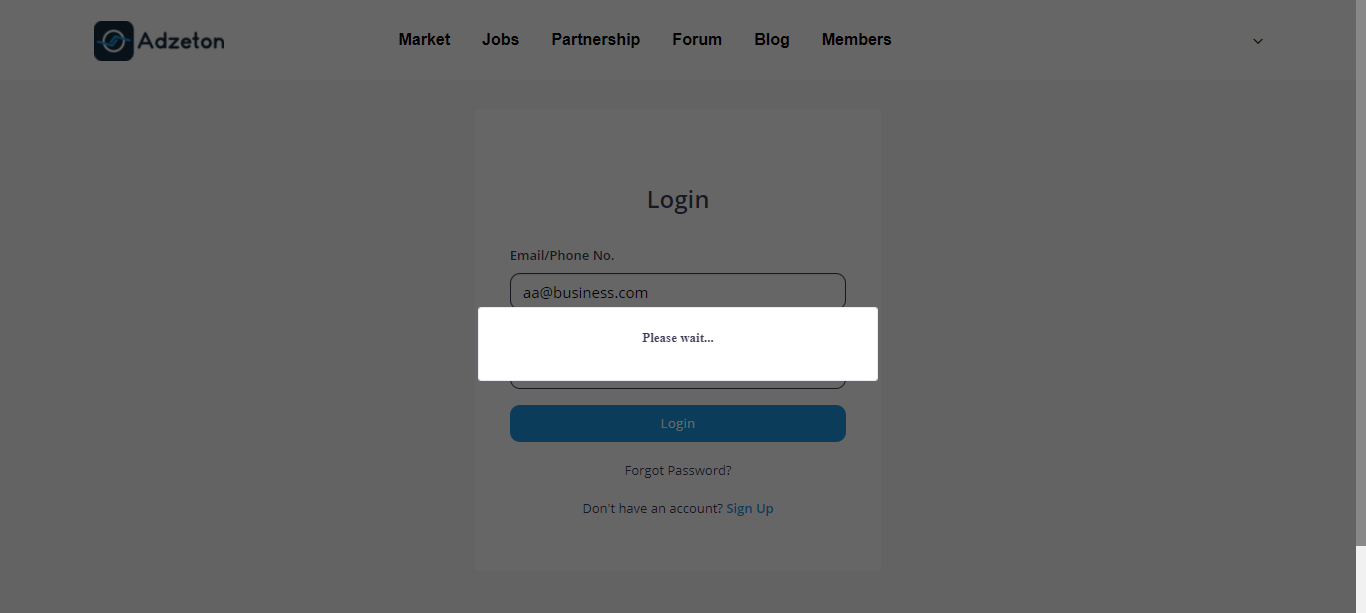 Adzeton
Market Jobs Partnership Forum Blog Members
Login
Email/Phone No.
aa@business.com
Please wait...
Login
Forgot Password?
Don't have an account? Sign Up